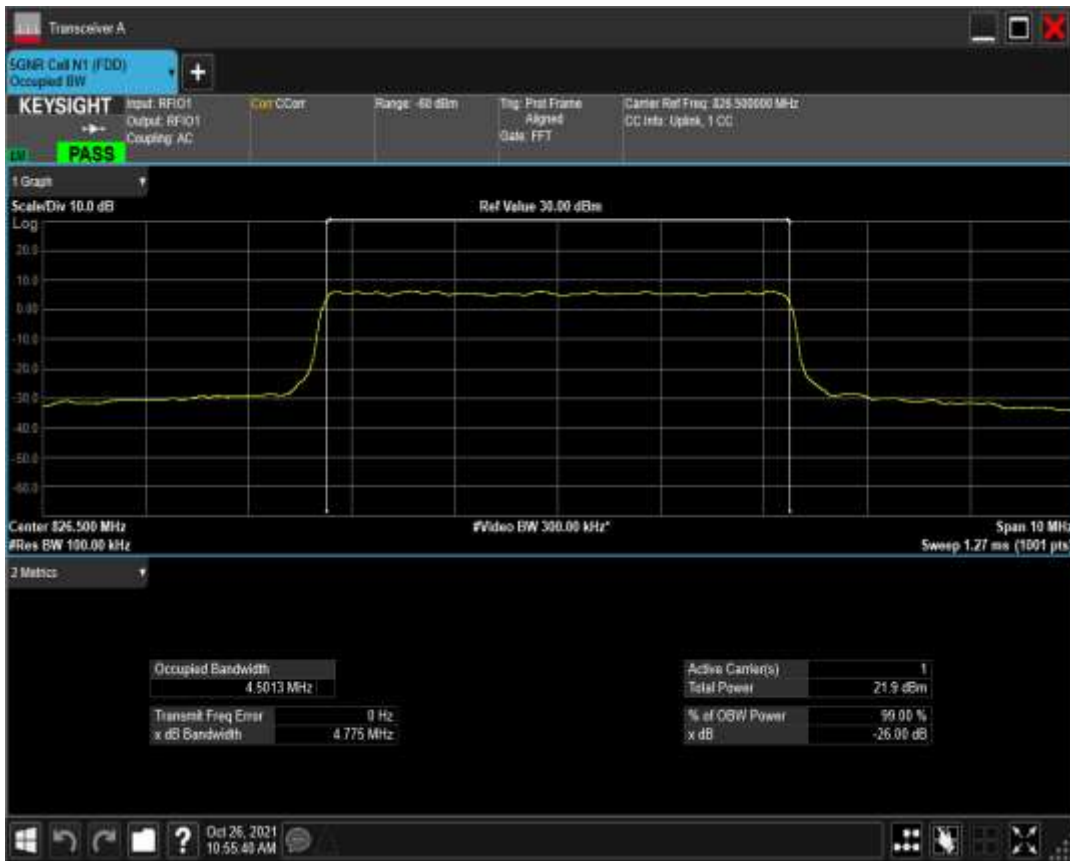 Transceiver A
5GNR Cell N1 (FDD)
Occupied BW
+
KEYSIGHT
Input: RFIO1
Output: RFIO1
Coupling: AC
Corr CCorr
Range: -60 dBm
Trig: Prot Frame
Aligned
Gate: FFT
Carrier Ref Freq: 826.500000 MHz
CC Info: Uplink, 1 CC
PASS
1 Graph
Scale/Div 10.0 dB
Ref Value 30.00 dBm
Log
20.0
10.0
0.00
-10.0
-20.0
-30.0
-40.0
-50.0
-60.0
Center 826.500 MHz
#Video BW 300.00 kHz*
Span 10 MHz
#Res BW 100.00 kHz
Sweep 1.27 ms (1001 pts)
2 Metrics
Occupied Bandwidth
4.5013 MHz
Transmit Freq Error 0 Hz
x dB Bandwidth 4.775 MHz
Active Carrier(s) 1
Total Power 21.9 dBm
% of OBW Power 99.00 %
x dB -26.00 dB
?
Oct 26, 2021
10:55:40 AM